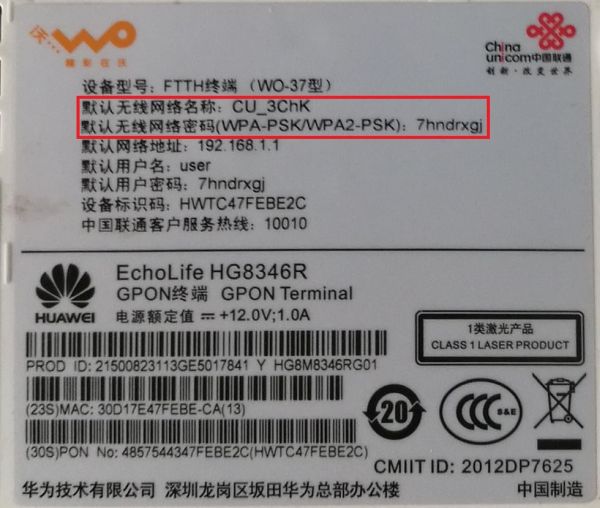 沃
精彩在沃
China
unicom中国联通
创新·改变世界
设备型号：FTTH终端（WO-37型）
默认无线网络名称：CU_3ChK
默认无线网络密码(WPA-PSK/WPA2-PSK)：7hndrxgj
默认网络地址：192.168.1.1
默认用户名：user
默认用户密码：7hndrxgj
设备标识码：HWTC47FEBE2C
中国联通客户服务热线：10010
HUAWEI
EchoLife HG8346R
GPON终端 GPON Terminal
电源额定值 +12.0V;1.0A
1类激光产品
CLASS 1 LASER PRODUCT
PROD ID: 21500823113GE5017841 Y HG8M8346RG01
(23S)MAC: 30D17E47FEBE-CA(13)
20
CCC S&E
(30S)PON No: 4857544347FEBE2C(HWTC47FEBE2C)
CMIIT ID: 2012DP7625
华为技术有限公司 深圳龙岗区坂田华为总部办公楼 中国制造